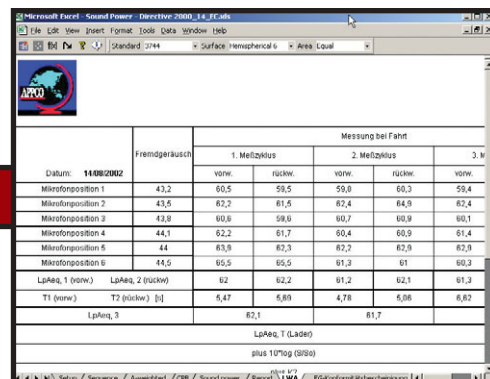 Microsoft Excel - Sound Power - Directive 2000_14_EC.xls
File Edit View Insert Format Tools Data Window Help
Standard 3744 Surface Hemispherical 6 Area Equal
APPCO
Messung bei Fahrt
Fremdgeräusch 1. Meßzyklus 2. Meßzyklus 3. M
Datum: 14/08/2002 vorw. rückw. vorw. rückw. vorw.
Mikrofonposition 1 43,2 60,5 59,5 59,8 60,3 59,4
Mikrofonposition 2 43,5 62,2 61,5 62,4 64,9 62,4
Mikrofonposition 3 43,8 60,6 59,6 60,7 60,9 60,1
Mikrofonposition 4 44,1 62,2 61,7 60,4 60,9 61,4
Mikrofonposition 5 44 63,9 62,3 62,2 62,9 62,9
Mikrofonposition 6 44,5 65,5 65,5 61,3 61 60,3
LpAeq, 1 (vorw.) LpAeq, 2 (rückw) 62 62,2 61,2 62,1 61,3
T1 (vorw.) T2 (rückw.) [s] 5,47 5,69 4,78 5,06 6,62
LpAeq, 3 62,1 61,7
LpAeq, T (Lader)
plus 10*log (S/So)
plus K2
Setup / Sequence / A-weighted / CPB / Sound power / Report / LWA / EG-Konformitätsbescheinigung